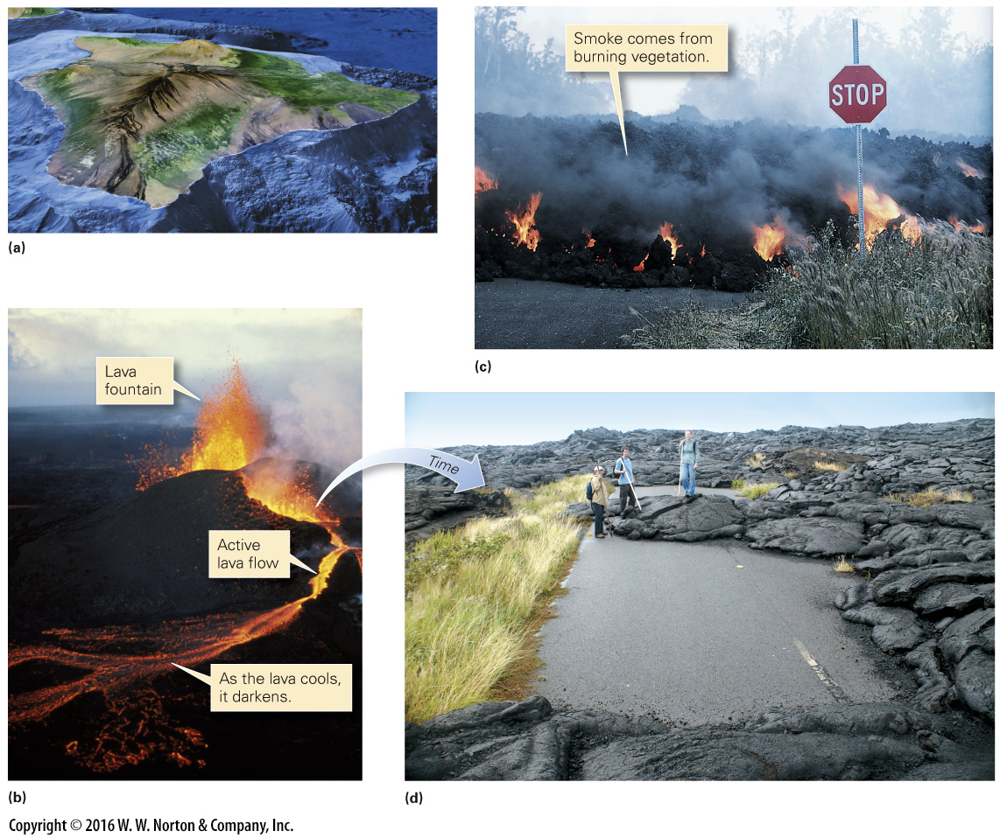 (a)
Smoke comes from
burning vegetation.
STOP
(c)
Lava
fountain
Active
lava flow
As the lava cools,
it darkens.
(b)
Time
(d)
Copyright © 2016 W. W. Norton & Company, Inc.